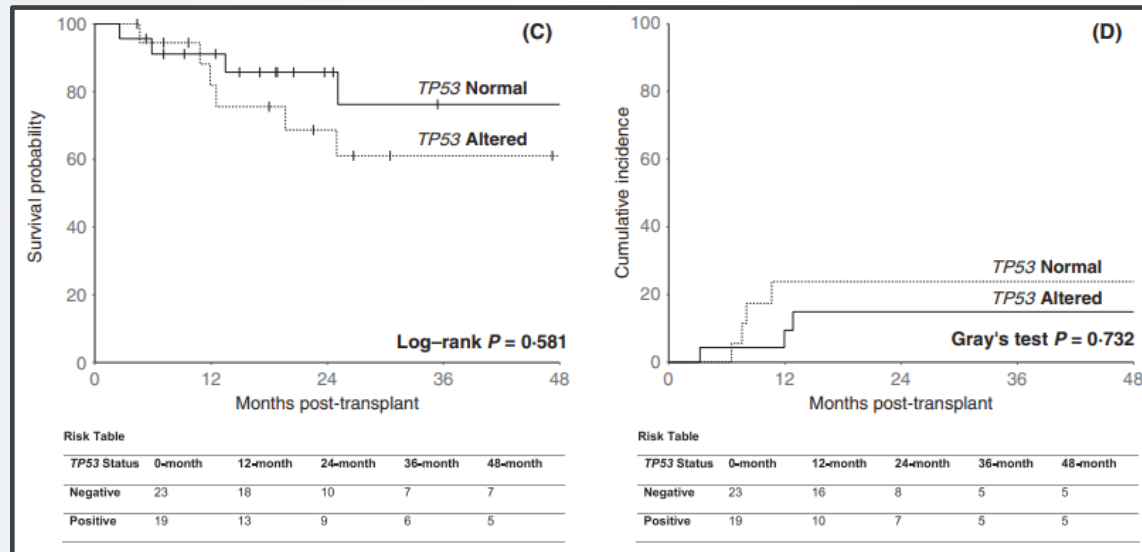 (C)
100
80
60
40
20
0
Survival probability
TP53 Normal
TP53 Altered
Log–rank P = 0·581
0 12 24 36 48
Months post-transplant
Risk Table
TP53 Status 0-month 12-month 24-month 36-month 48-month
Negative 23 18 10 7 7
Positive 19 13 9 6 5
(D)
100
80
60
40
20
0
Cumulative incidence
TP53 Normal
TP53 Altered
Gray's test P = 0·732
0 12 24 36 48
Months post-transplant
Risk Table
TP53 Status 0-month 12-month 24-month 36-month 48-month
Negative 23 16 8 5 5
Positive 19 10 7 5 5